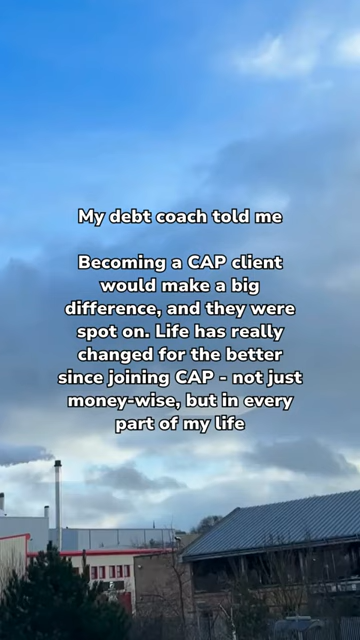 My debt coach told me
Becoming a CAP client
would make a big
difference, and they were
spot on. Life has really
changed for the better
since joining CAP - not just
money-wise, but in every
part of my life